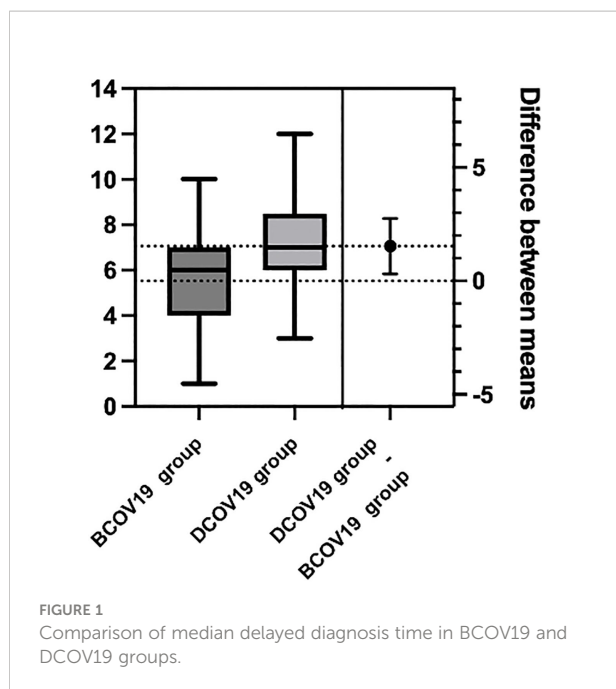 14
12
10
8
6
4
2
0
5
0
-5
Difference between means
BCOV19 group
DCOV19 group
DCOV19 group
-
BCOV19 group
FIGURE 1
Comparison of median delayed diagnosis time in BCOV19 and
DCOV19 groups.